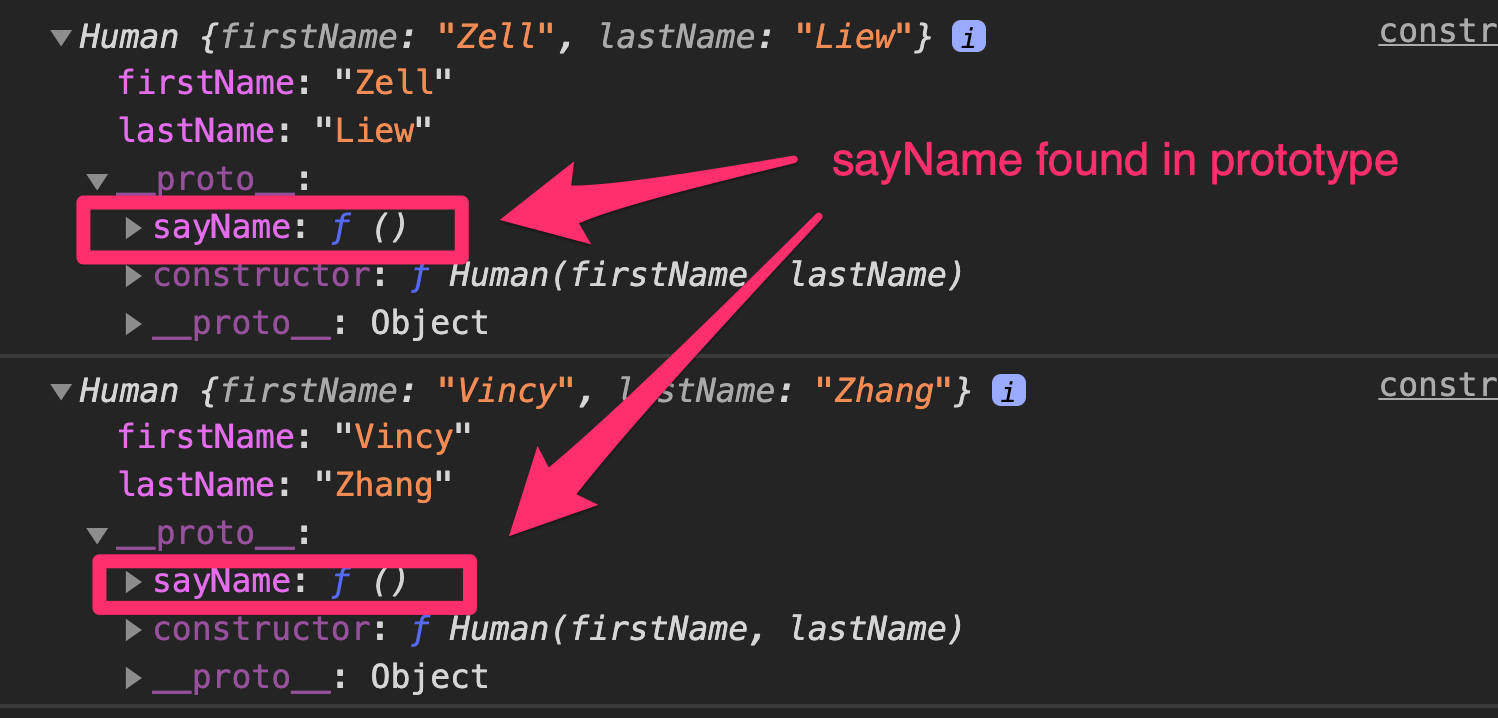 ▼Human {firstName: "Zell", lastName: "Liew"} i
constr
firstName: "Zell"
lastName: "Liew"
▼__proto__:
▶sayName: ƒ ()
▶constructor: ƒ Human(firstName, lastName)
▶__proto__: Object
sayName found in prototype
▼Human {firstName: "Vincy", lastName: "Zhang"} i
constr
firstName: "Vincy"
lastName: "Zhang"
▼__proto__:
▶sayName: ƒ ()
▶constructor: ƒ Human(firstName, lastName)
▶__proto__: Object